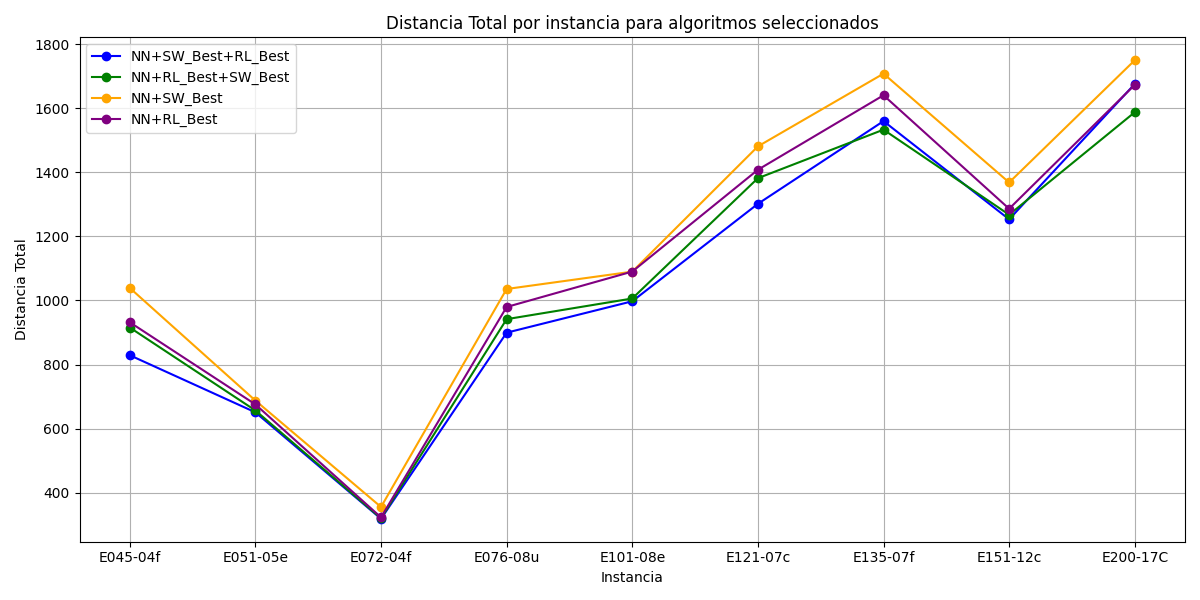 Distancia Total por instancia para algoritmos seleccionados
NN+SW_Best+RL_Best
NN+RL_Best+SW_Best
NN+SW_Best
NN+RL_Best
Distancia Total
1800
1600
1400
1200
1000
800
600
400
E045-04f
E051-05e
E072-04f
E076-08u
E101-08e
E121-07c
E135-07f
E151-12c
E200-17C
Instancia